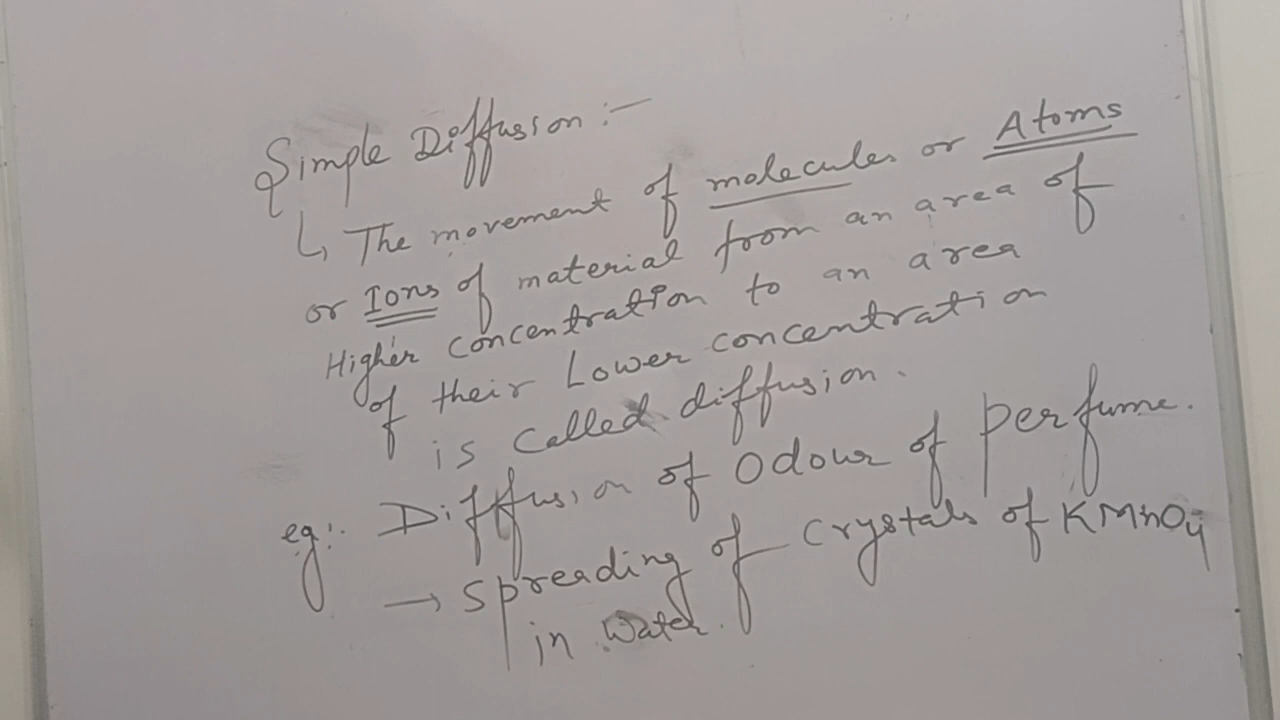 Simple Diffusion :-
↳ The movement of molecules or Atoms
or Ions of material from an area of
Higher concentration to an area
of their Lower concentration
is called diffusion.
eg:. Diffusion of Odour of perfume.
→ Spreading of crystals of KMnO4
in water.